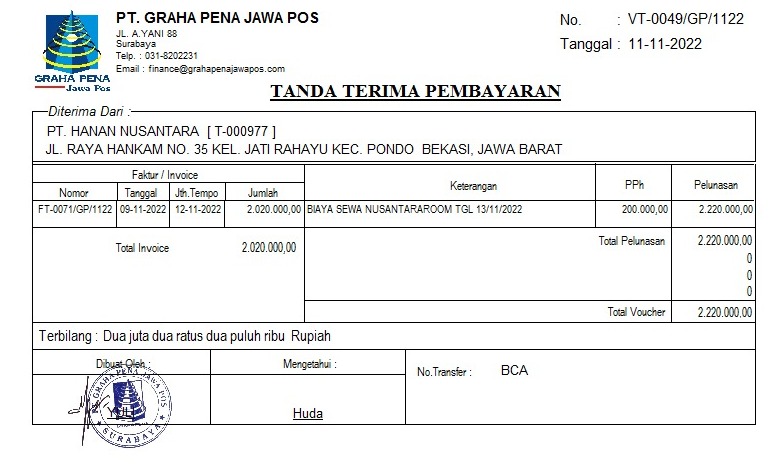 PT. GRAHA PENA JAWA POS
JL. A.YANI 88
Surabaya
Telp. : 031-8202231
Email : finance@grahapenajawapos.com
GRAHA PENA
Jawa Pos
No. : VT-0049/GP/1122
Tanggal : 11-11-2022
TANDA TERIMA PEMBAYARAN
Diterima Dari :
PT. HANAN NUSANTARA [ T-000977 ]
JL. RAYA HANKAM NO. 35 KEL. JATI RAHAYU KEC. PONDO BEKASI, JAWA BARAT
Faktur / Invoice
Nomor Tanggal Jth.Tempo Jumlah Keterangan PPh Pelunasan
FT-0071/GP/1122 09-11-2022 12-11-2022 2.020.000,00 BIAYA SEWA NUSANTARAROOM TGL 13/11/2022 200.000,00 2.220.000,00
Total Invoice 2.020.000,00
Total Pelunasan 2.220.000,00
0
0
0
Total Voucher 2.220.000,00
Terbilang : Dua juta dua ratus dua puluh ribu Rupiah
Dibuat Oleh : Mengetahui : No.Transfer : BCA
GRAHA PENA JAWA POS
SURABAYA
Huda